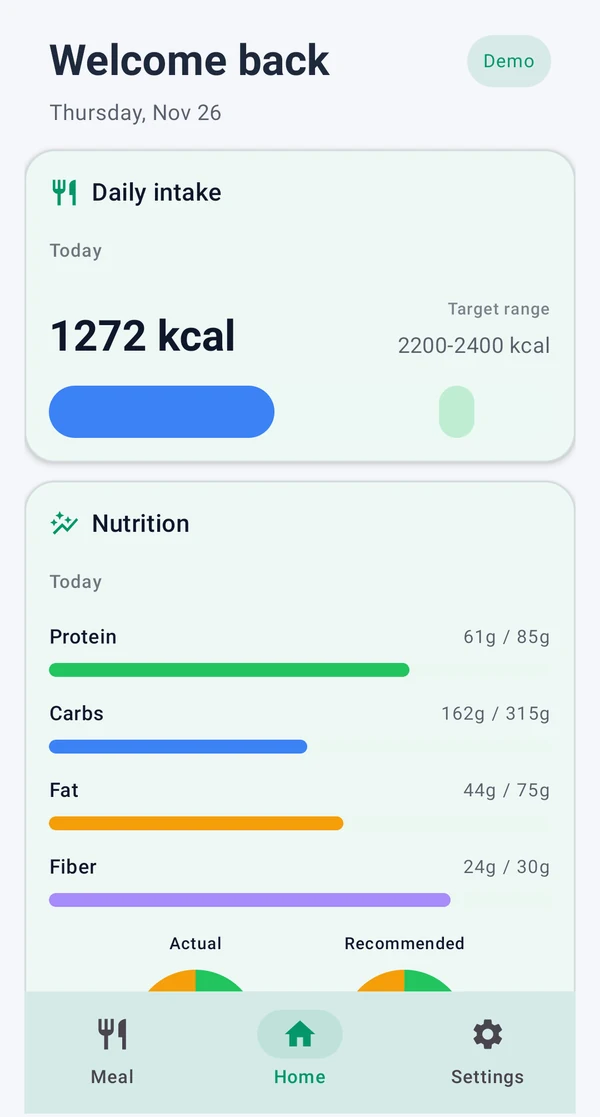 Welcome back
Demo
Thursday, Nov 26
Daily intake
Today
Target range
1272 kcal
2200-2400 kcal
Nutrition
Today
Protein
61g / 85g
Carbs
162g / 315g
Fat
44g / 75g
Fiber
24g / 30g
Actual
Recommended
Meal
Home
Settings